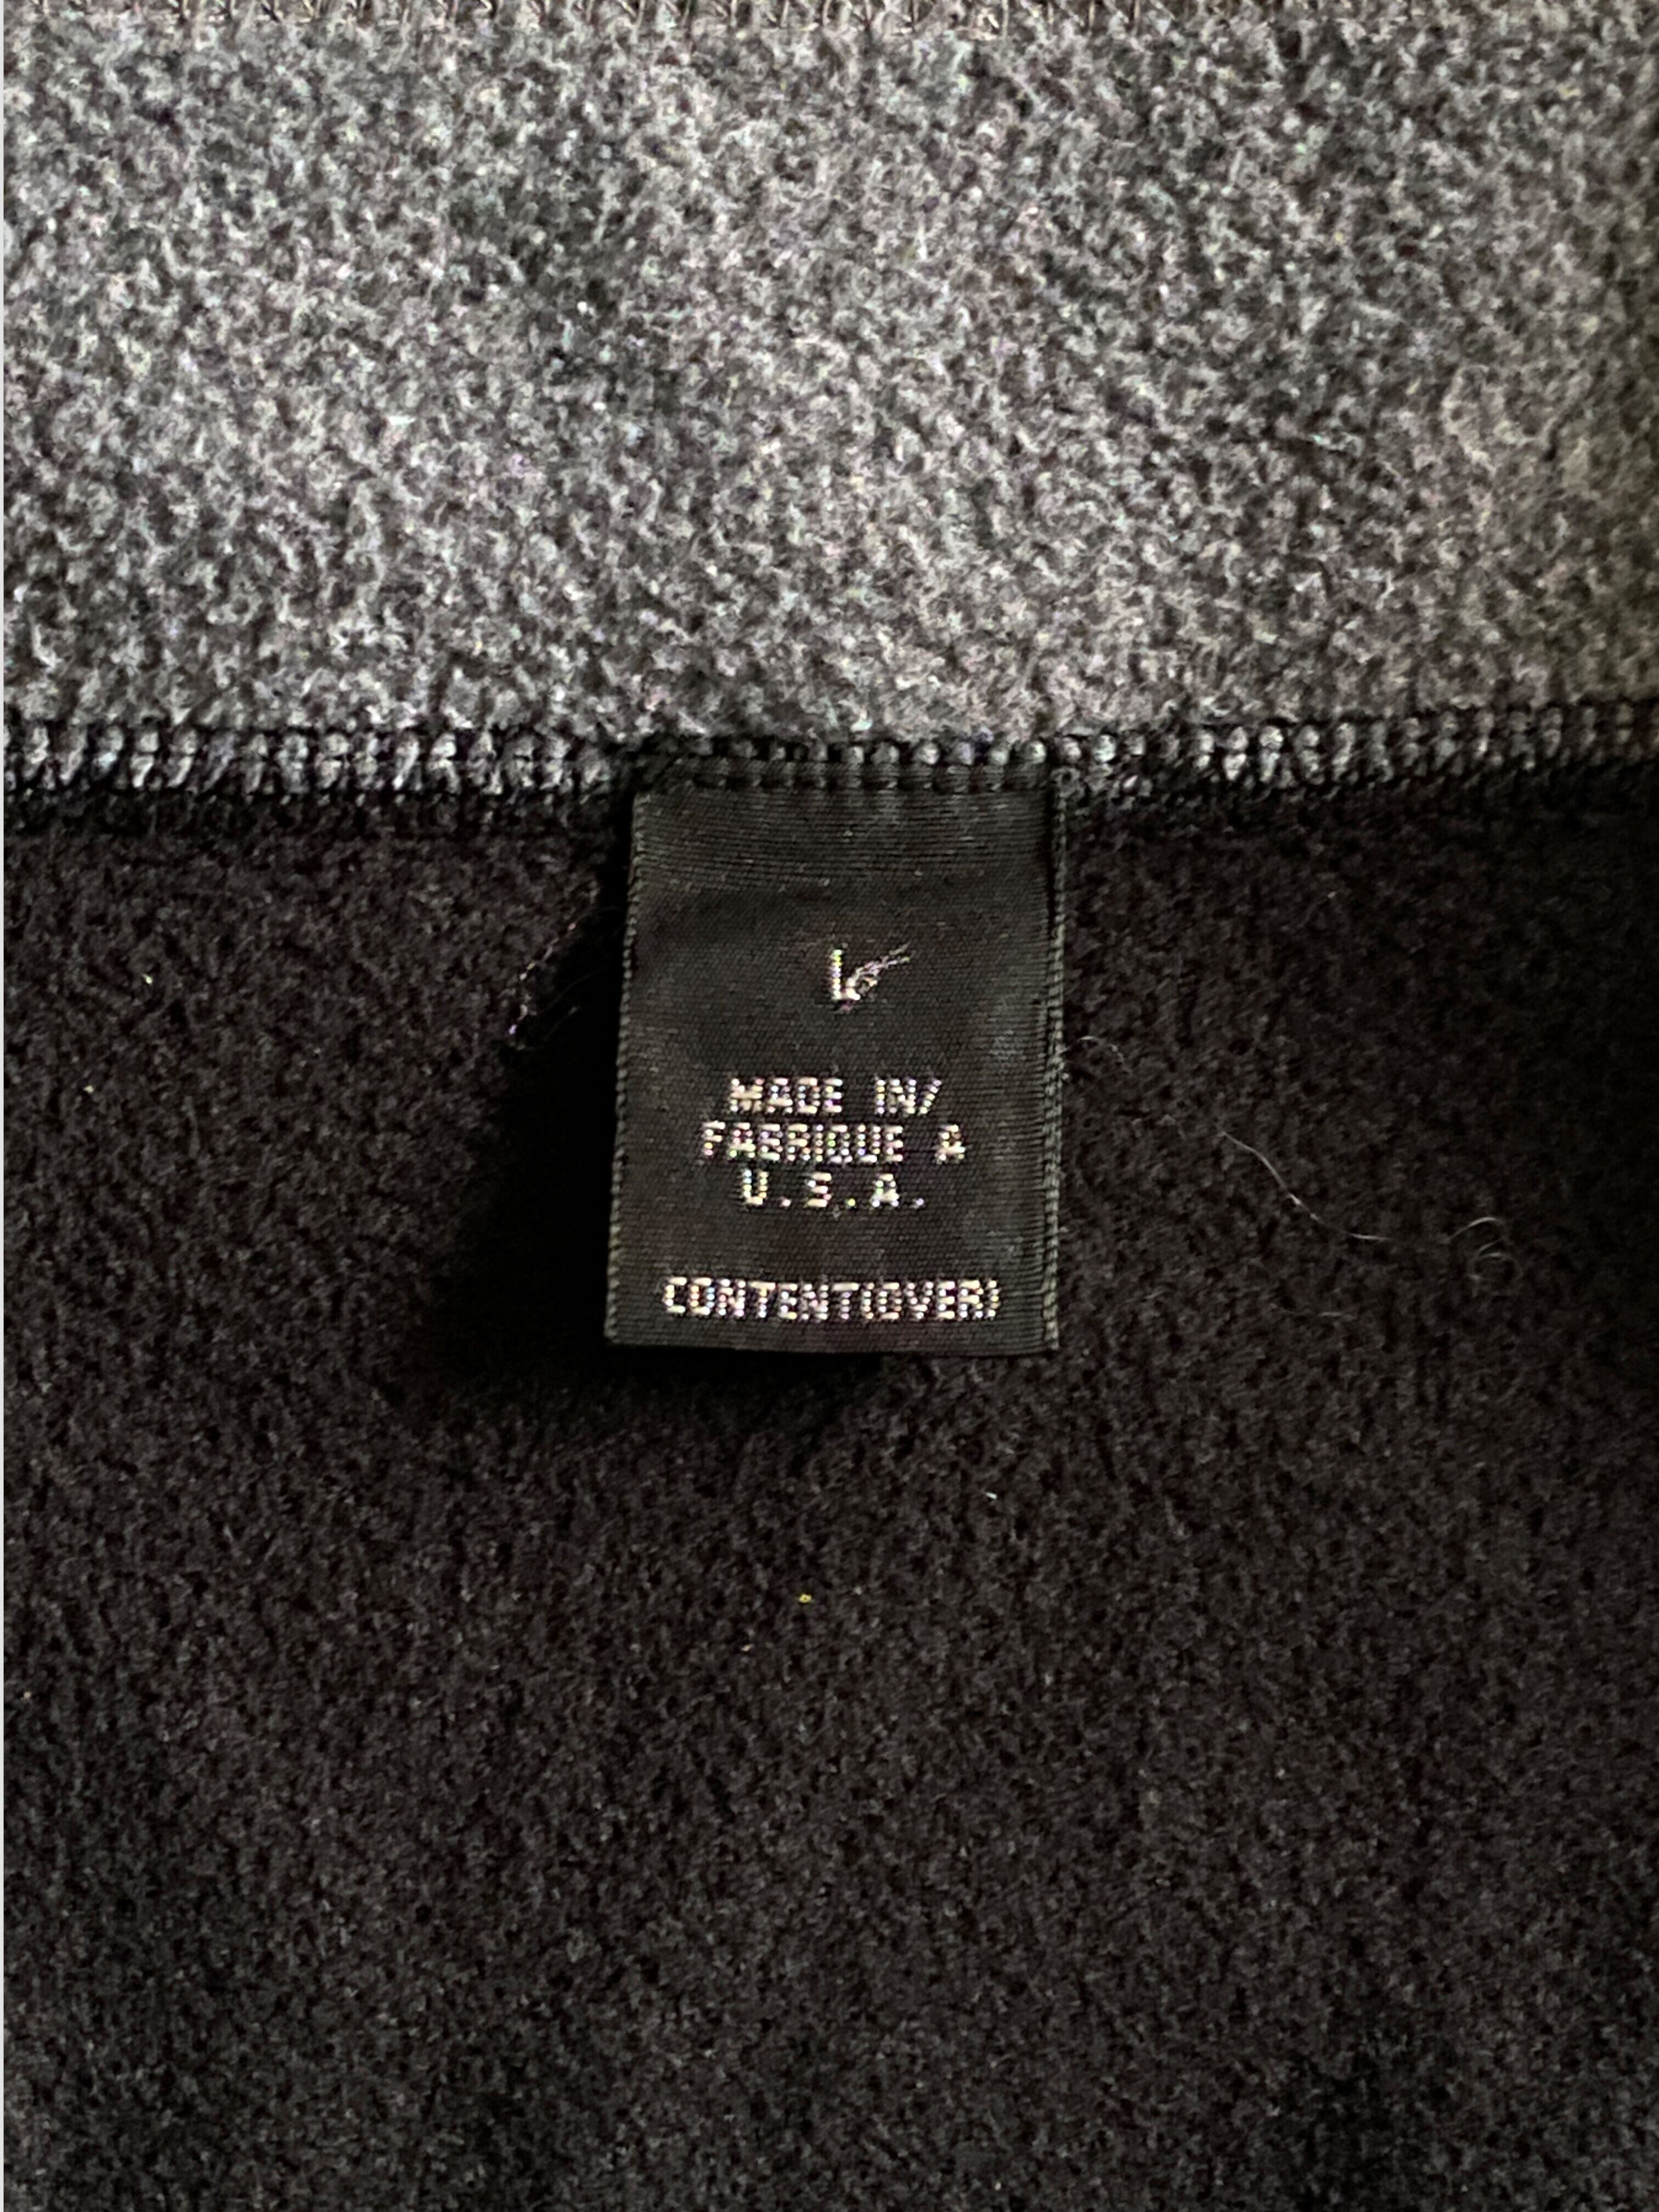 L
MADE IN/
FABRIQUE A
U.S.A.
CONTENT(OVER)